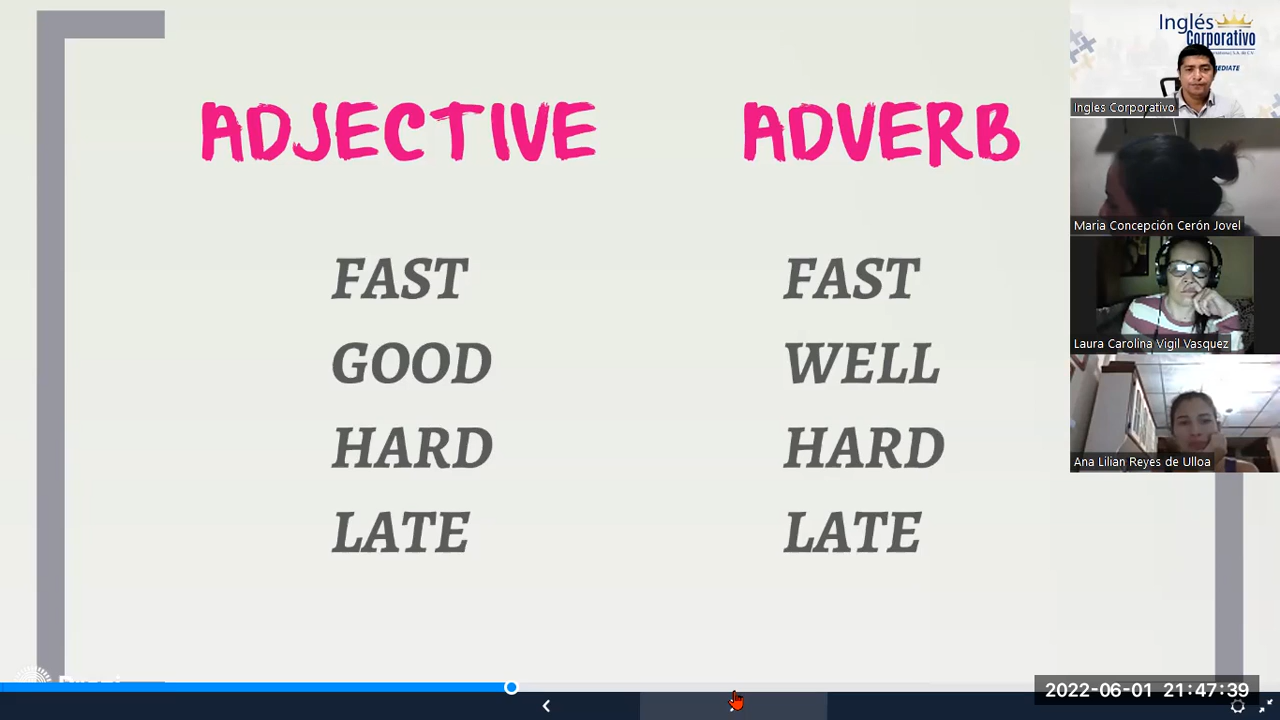 ADJECTIVE ADVERB
FAST FAST
GOOD WELL
HARD HARD
LATE LATE
Inglés
Corporativo
Ingles Corporativo
Maria Concepción Cerón Jovel
Laura Carolina Vigil Vasquez
Ana Lilian Reyes de Ulloa
2022-06-01 21:47:39